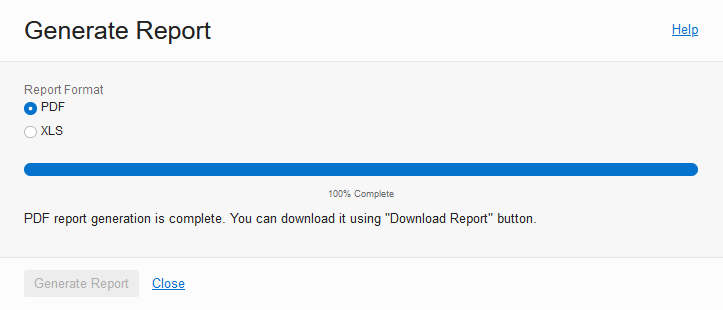 Generate Report
Help
Report Format
PDF
XLS
100% Complete
PDF report generation is complete. You can download it using "Download Report" button.
Generate Report
Close